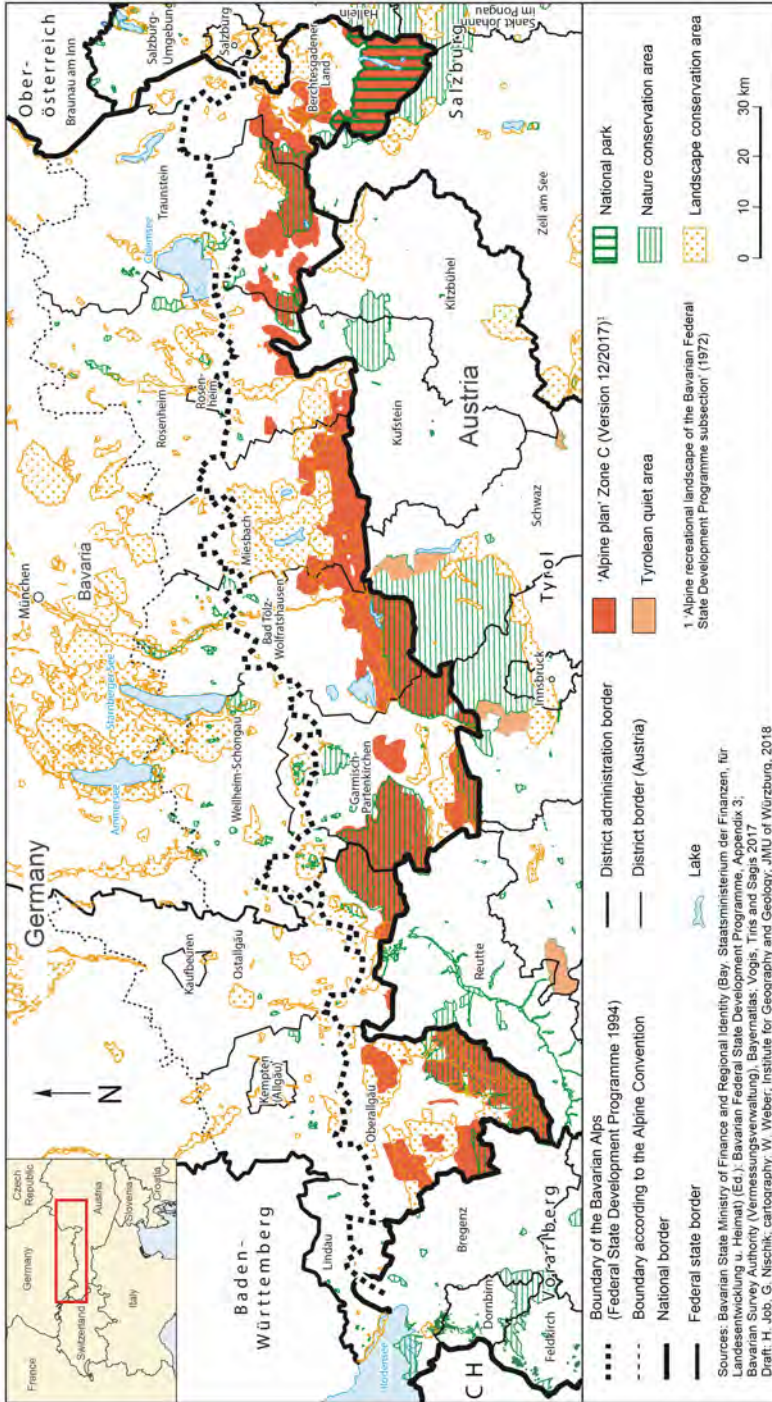 France
Germany
Czech
Republic
Switzerland
Austria
Italy
Slovenia
Croatia
N
Germany
Baden-
Württemberg
Bodensee
CH
Lindau
Bregenz
Dornbirn
Feldkirch
Vorarlberg
Kempten
(Allgäu)
Oberallgäu
Kaufbeuren
Ostallgäu
Reutte
Ammersee
Starnberger See
Weilheim-Schongau
Garmisch-
Partenkirchen
München
Bavaria
Bad Tölz-
Wolfratshausen
Miesbach
Innsbruck
Tyrol
Schwaz
Rosenheim
Rosen-
heim
Kufstein
Austria
Kitzbühel
Chiemsee
Traunstein
Zell am See
Ober-
österreich
Braunau am Inn
Salzburg-
Umgebung
Salzburg
Berchtesgadener
Land
Hallein
Salzburg
Sankt Johann
im Pongau
Boundary of the Bavarian Alps
(Federal State Development Programme 1994)
Boundary according to the Alpine Convention
National border
Federal state border
District administration border
District border (Austria)
Lake
'Alpine plan' Zone C (Version 12/2017)¹
Tyrolean quiet area
1 'Alpine recreational landscape of the Bavarian Federal
State Development Programme subsection' (1972)
National park
Nature conservation area
Landscape conservation area
0 10 20 30 km
Sources: Bavarian State Ministry of Finance and Regional Identity (Bay. Staatsministerium der Finanzen, für
Landesentwicklung u. Heimat) (Ed.): Bavarian Federal State Development Programme, Appendix 3;
Bavarian Survey Authority (Vermessungsverwaltung), Bayernatlas; Vogis, Tiris and Sagis 2017
Draft: H. Job, G. Nischik; cartography: W. Weber; Institute for Geography and Geology; JMU of Würzburg, 2018